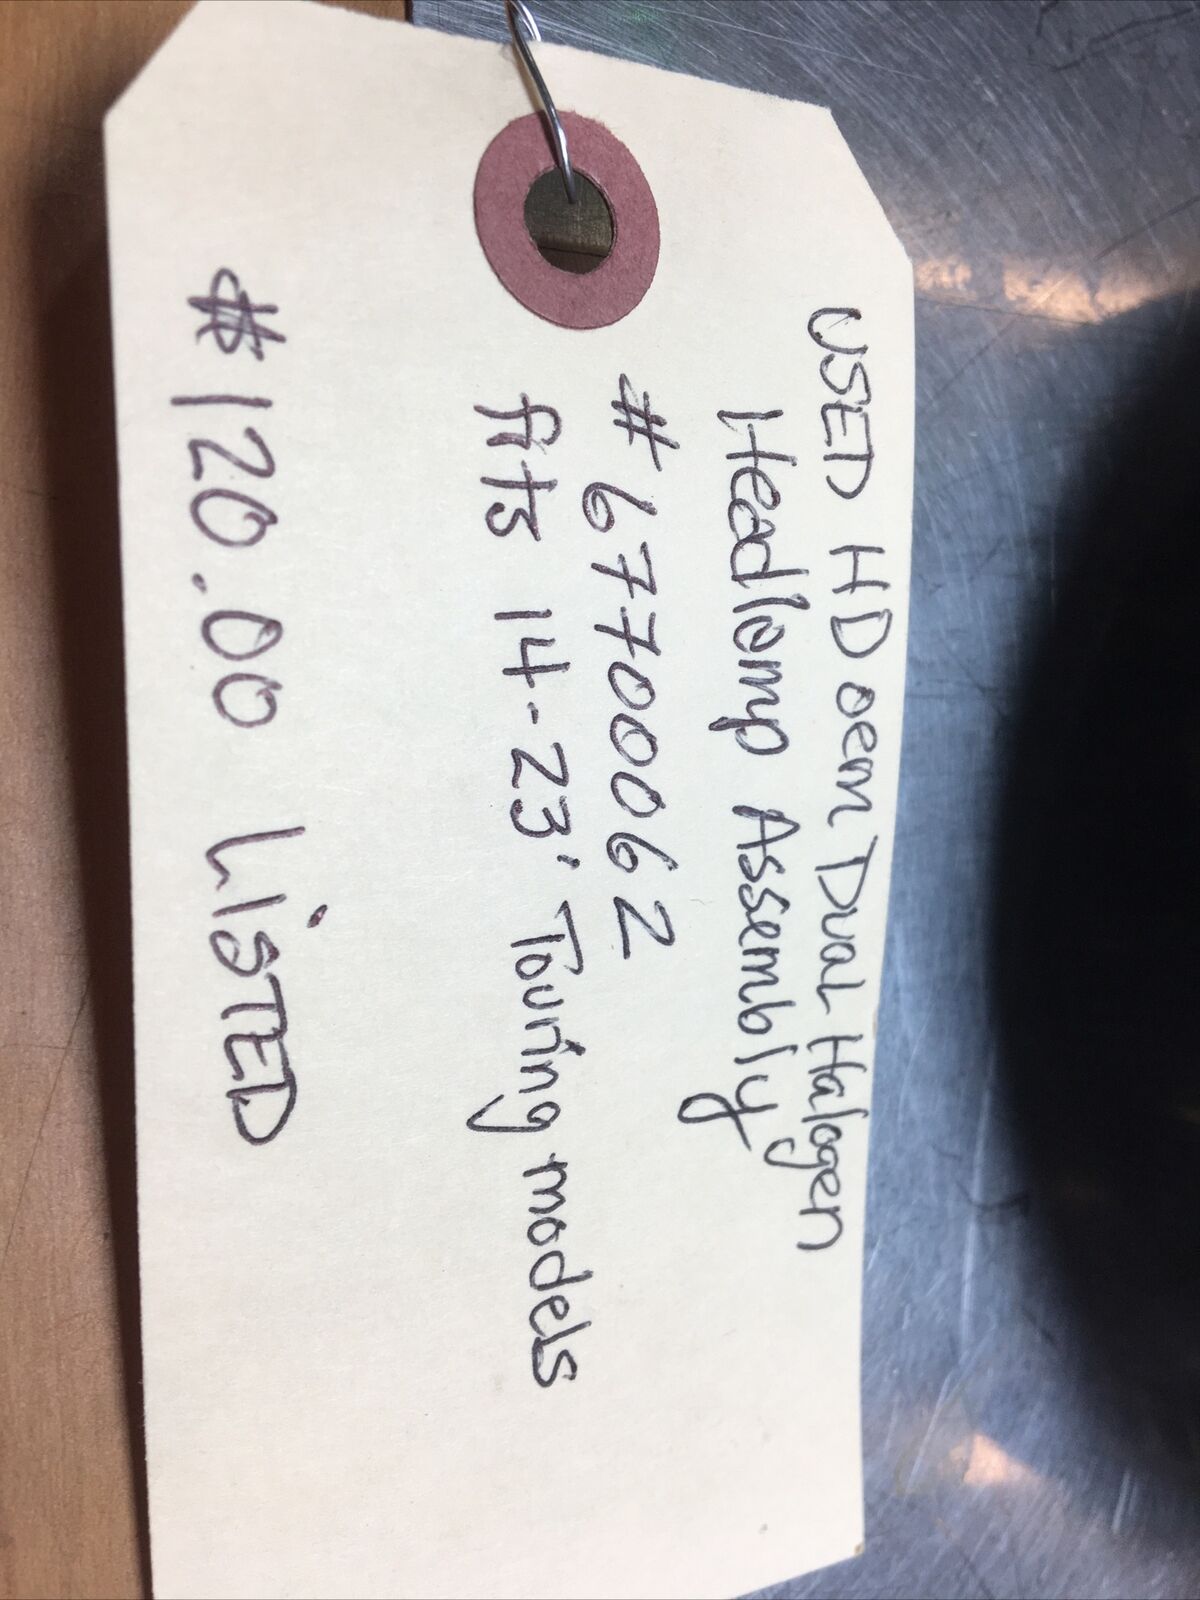 USED HD oem Dual Halogen
Headlamp Assembly
# 67700062
fits 14-23' Touring models
$120.00 LiSTED